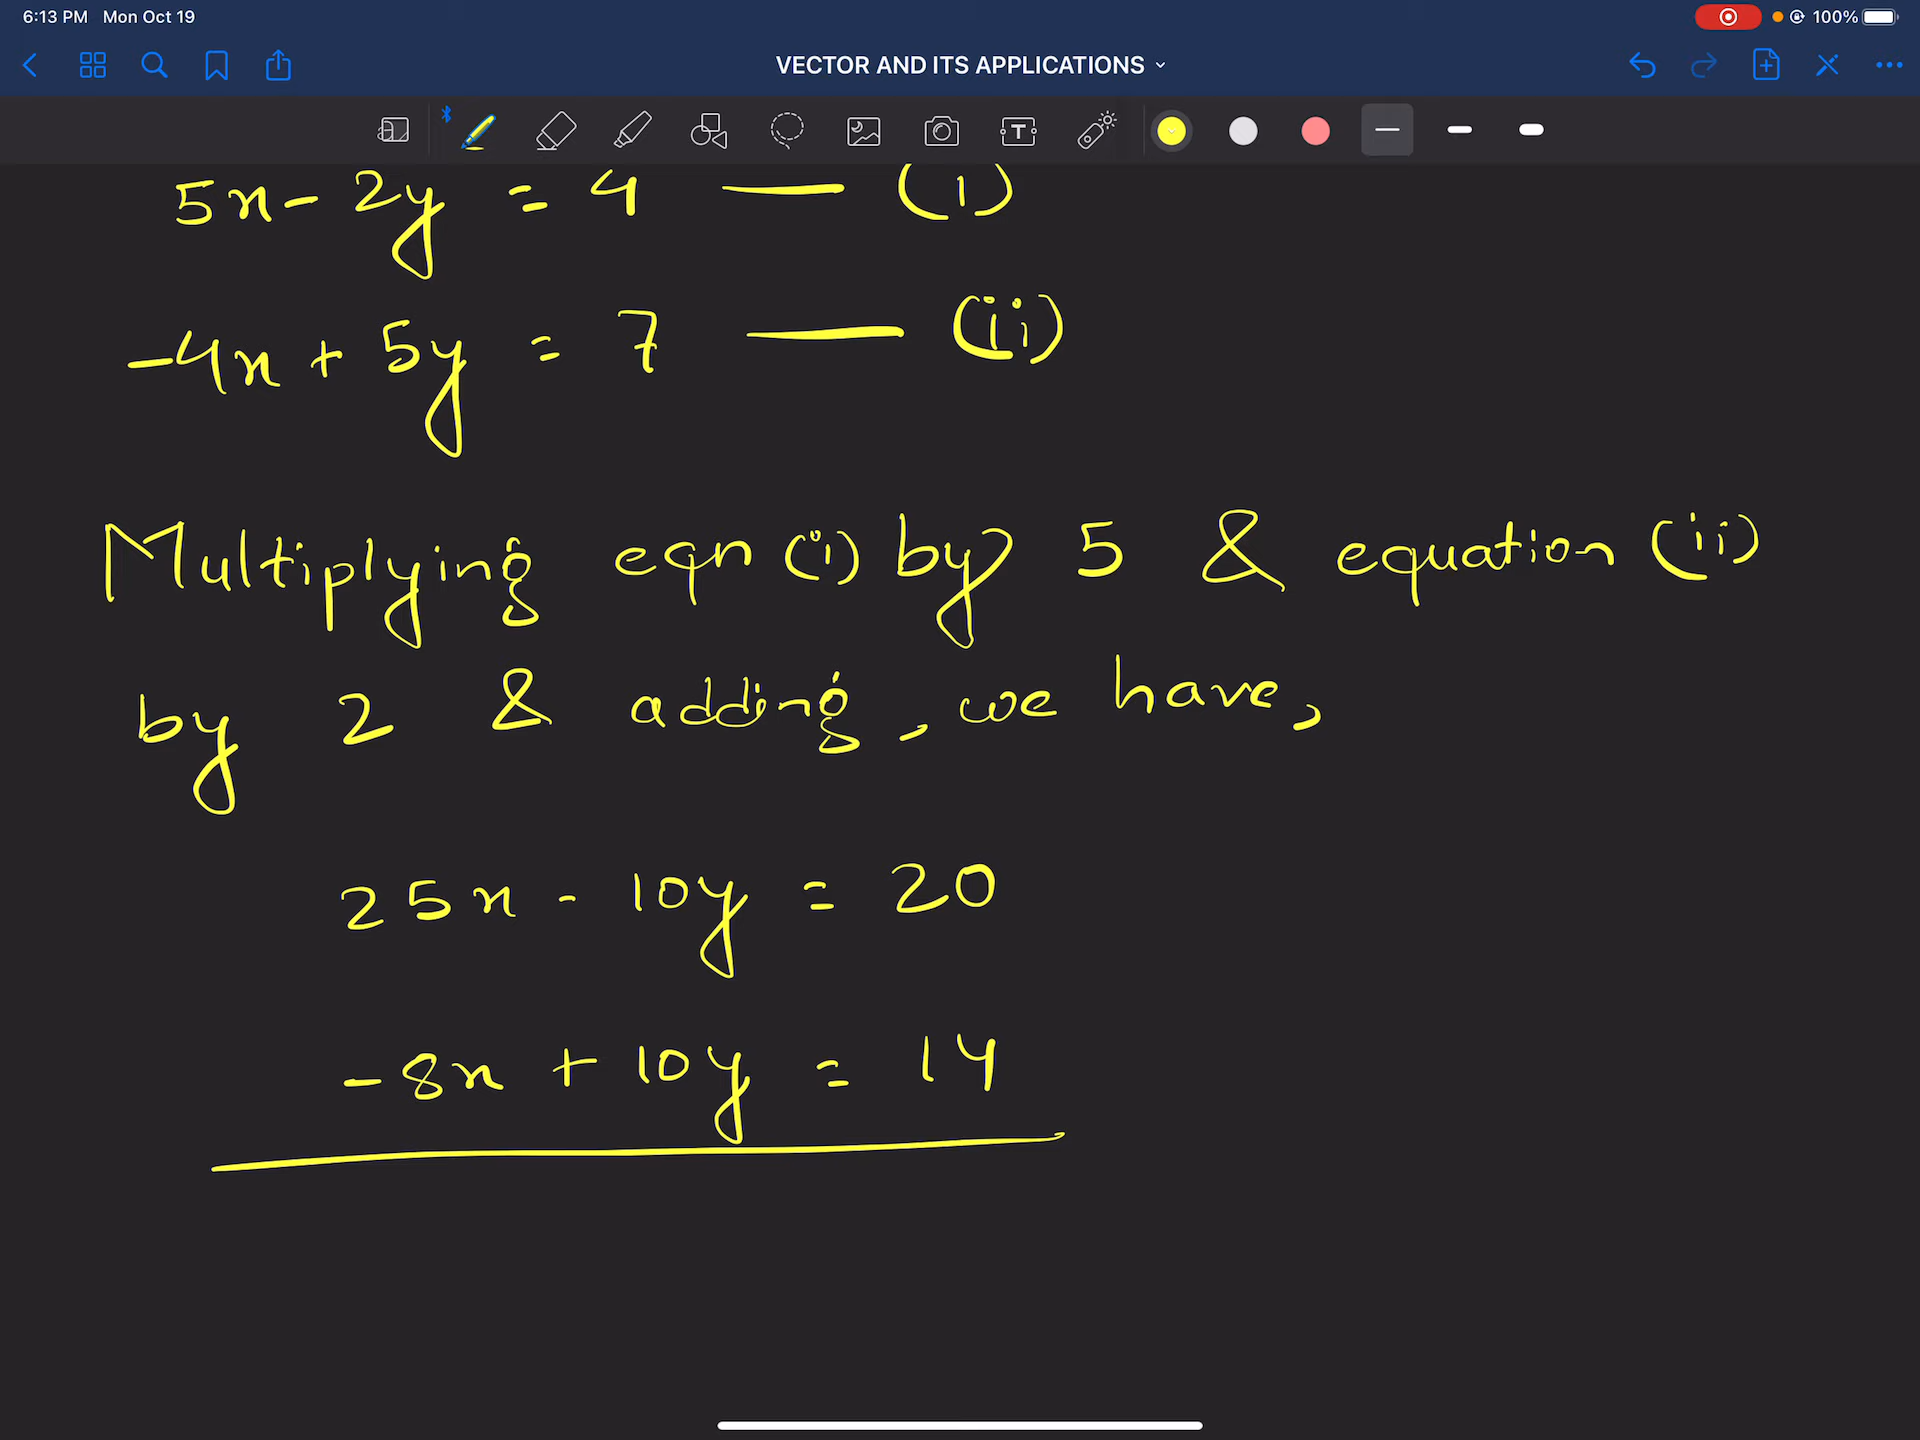 6:13 PM Mon Oct 19 100%
VECTOR AND ITS APPLICATIONS
5x - 2y = 4 — (i)
-4x + 5y = 7 — (ii)
Multiplying eqn (i) by 5 & equation (ii)
by 2 & adding, we have,
25x - 10y = 20
-8x + 10y = 14